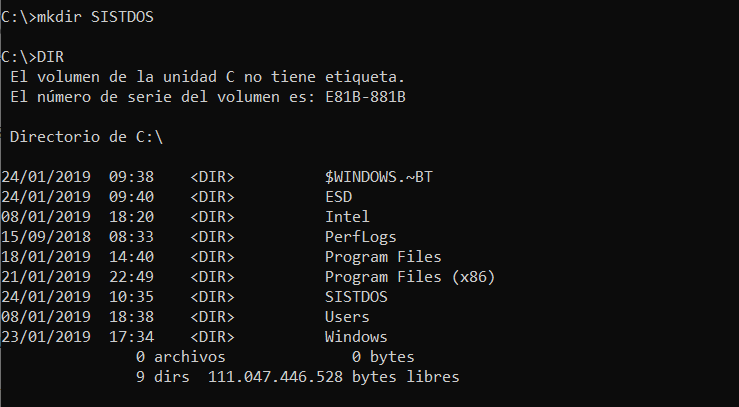 C:\>mkdir SISTDOS
C:\>DIR
 El volumen de la unidad C no tiene etiqueta.
 El número de serie del volumen es: E81B-881B
 Directorio de C:\
24/01/2019  09:38    <DIR>          $WINDOWS.~BT
24/01/2019  09:40    <DIR>          ESD
08/01/2019  18:20    <DIR>          Intel
15/09/2018  08:33    <DIR>          PerfLogs
18/01/2019  14:40    <DIR>          Program Files
21/01/2019  22:49    <DIR>          Program Files (x86)
24/01/2019  10:35    <DIR>          SISTDOS
08/01/2019  18:38    <DIR>          Users
23/01/2019  17:34    <DIR>          Windows
               0 archivos              0 bytes
               9 dirs  111.047.446.528 bytes libres